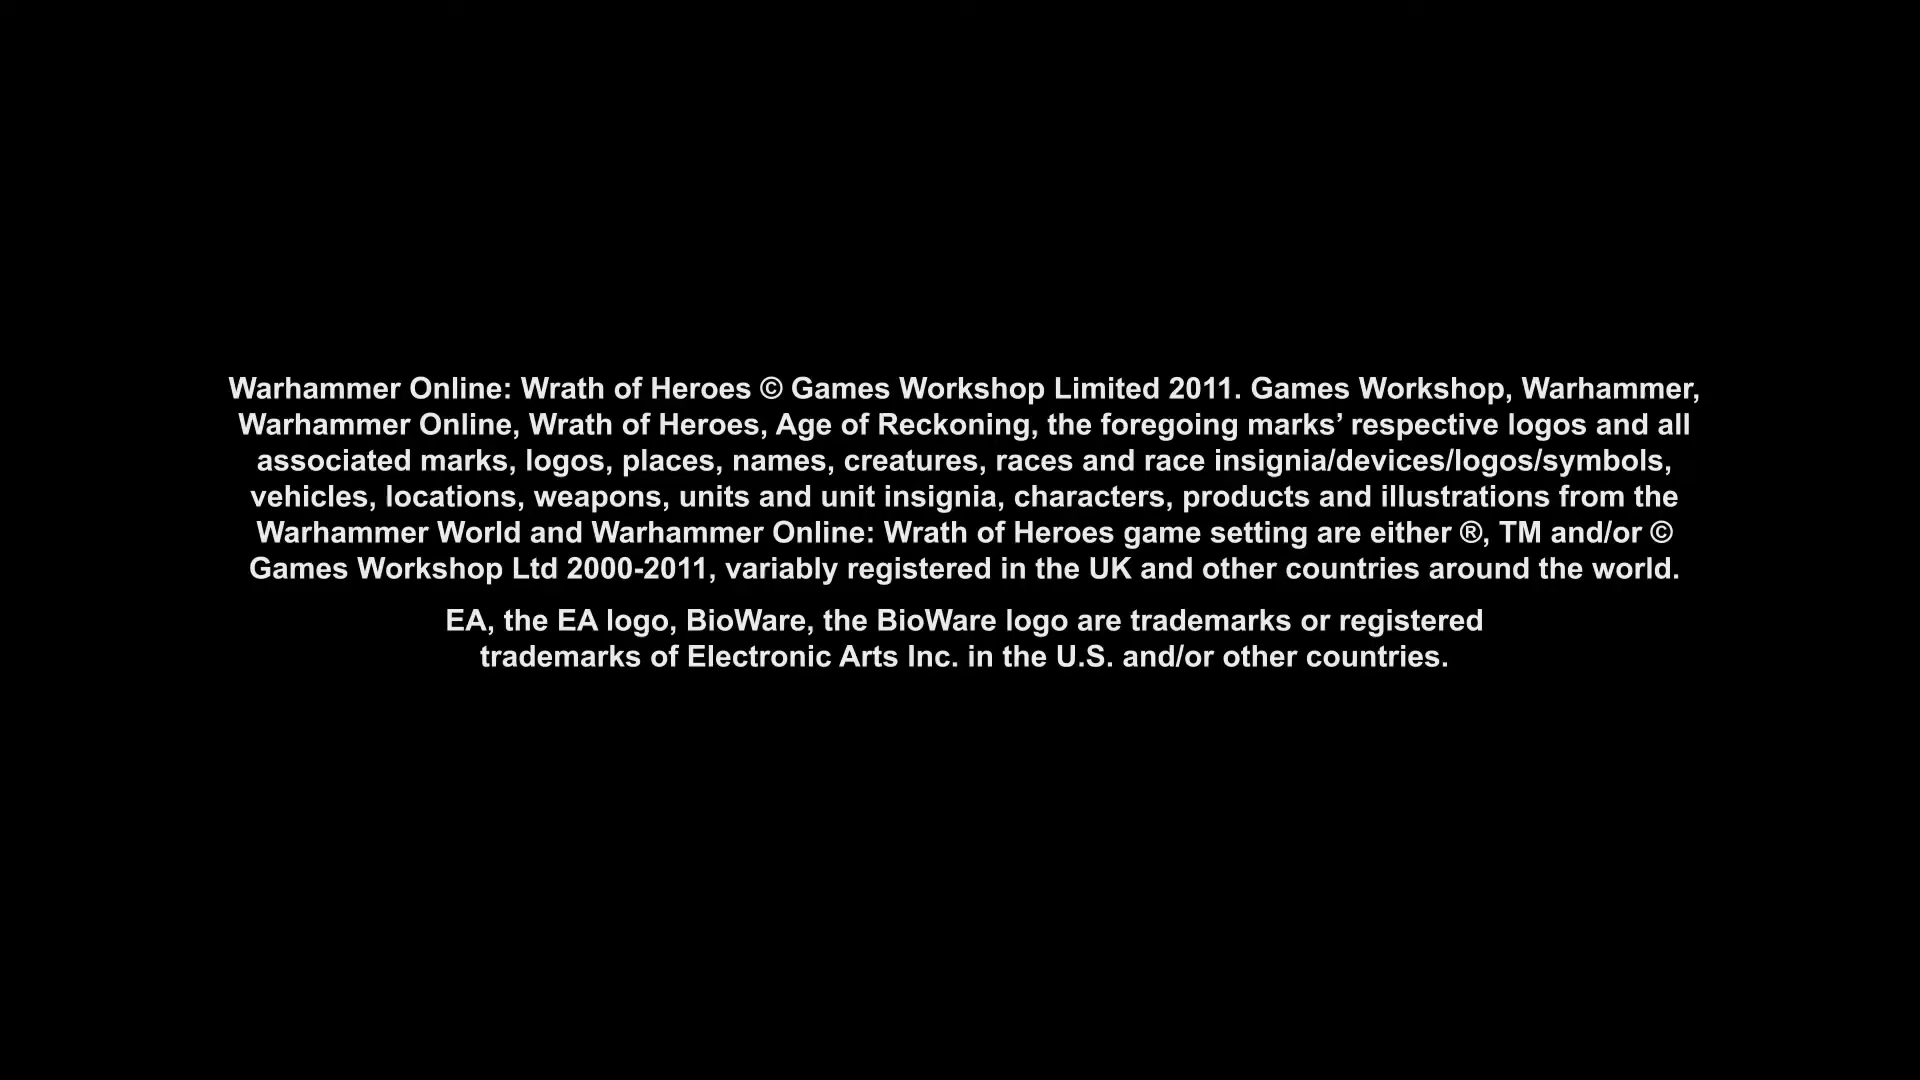 Warhammer Online: Wrath of Heroes © Games Workshop Limited 2011. Games Workshop, Warhammer,
Warhammer Online, Wrath of Heroes, Age of Reckoning, the foregoing marks’ respective logos and all
associated marks, logos, places, names, creatures, races and race insignia/devices/logos/symbols,
vehicles, locations, weapons, units and unit insignia, characters, products and illustrations from the
Warhammer World and Warhammer Online: Wrath of Heroes game setting are either ®, TM and/or ©
Games Workshop Ltd 2000-2011, variably registered in the UK and other countries around the world.
EA, the EA logo, BioWare, the BioWare logo are trademarks or registered
trademarks of Electronic Arts Inc. in the U.S. and/or other countries.